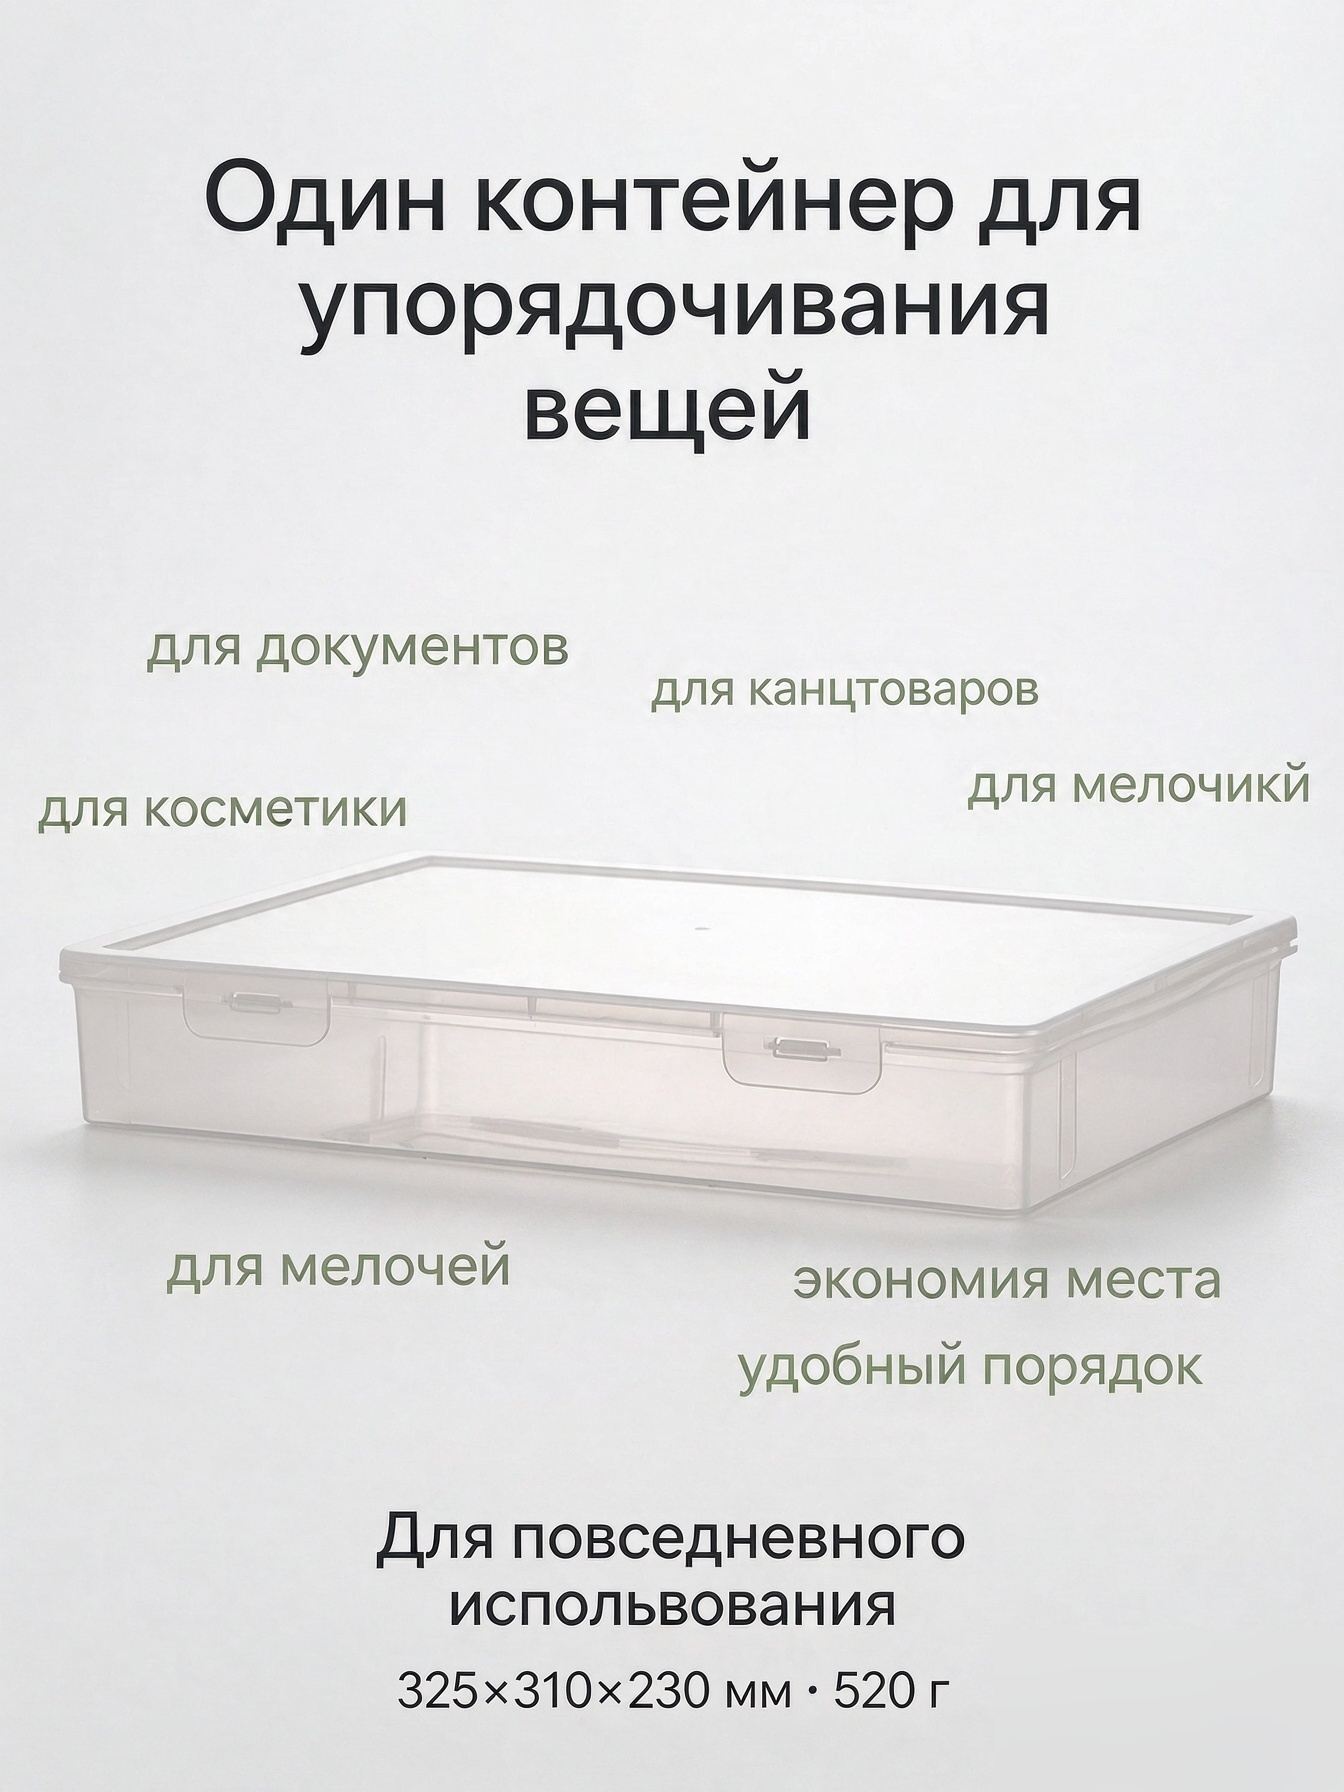 Один контейнер для
упорядочивания
вещей
для документов
для канцтоваров
для мелочикй
для косметики
для мелочей
экономия места
удобный порядок
Для повседневного
испольвования
325×310×230 мм · 520 г